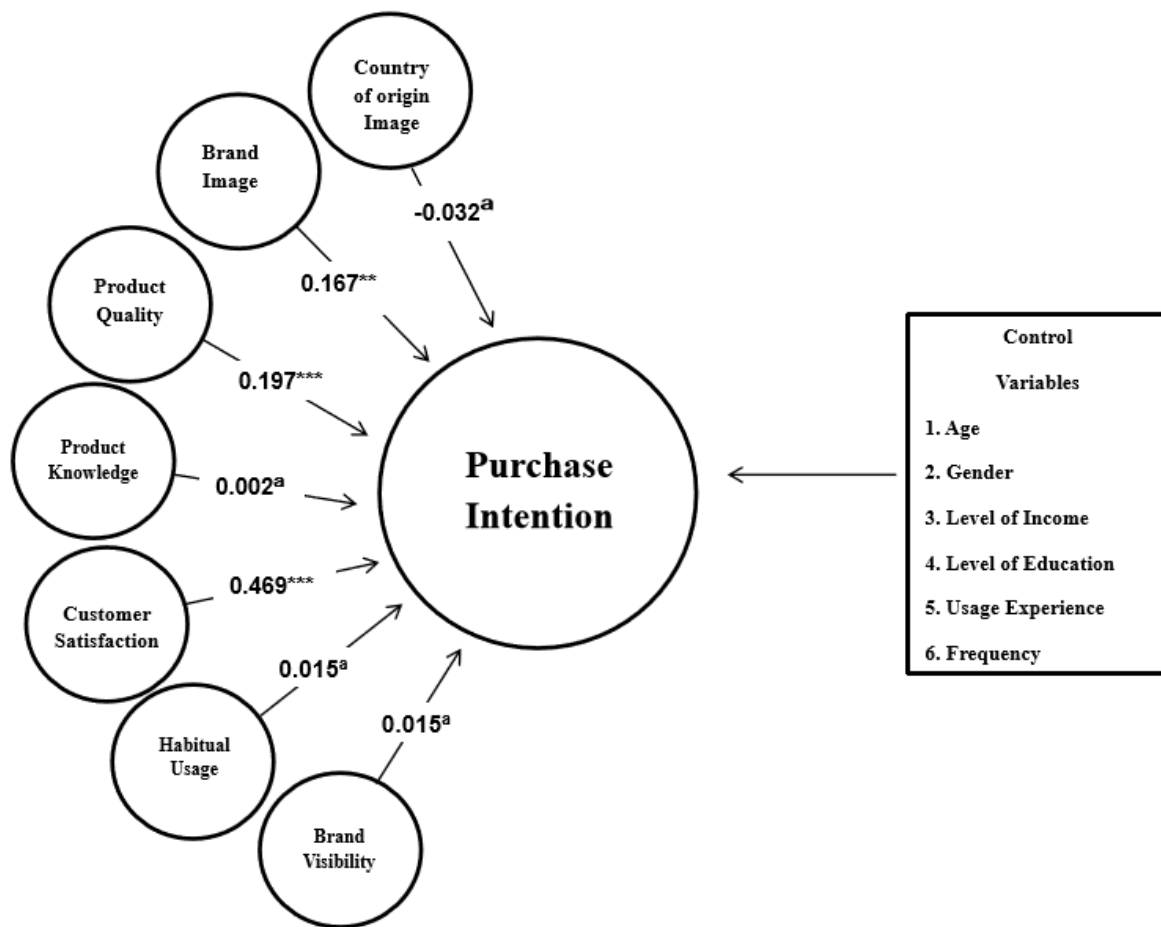 Country
of origin
Image
-0.032ᵃ
Brand
Image
0.167**
Product
Quality
0.197***
Product
Knowledge
0.002ᵃ
Customer
Satisfaction
0.469***
Habitual
Usage
0.015ᵃ
Brand
Visibility
0.015ᵃ
Purchase
Intention
Control
Variables
1. Age
2. Gender
3. Level of Income
4. Level of Education
5. Usage Experience
6. Frequency